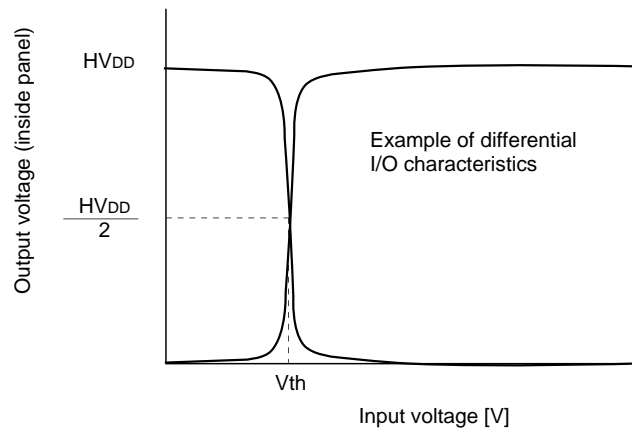 Output voltage (inside panel)
HVDD
HVDD
2
Example of differential
I/O characteristics
Vth
Input voltage [V]